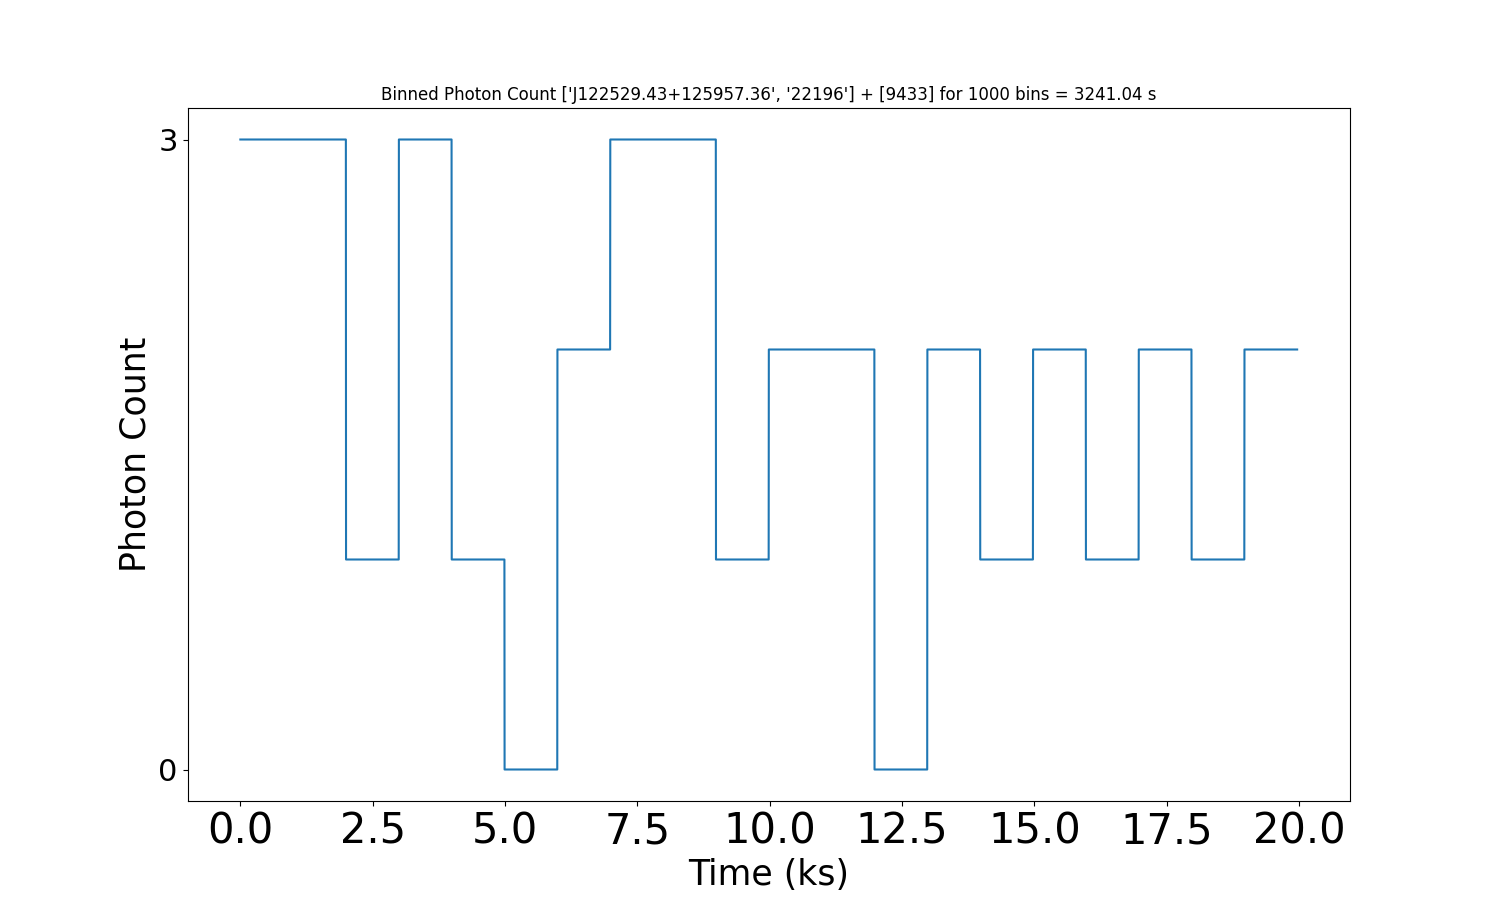 Binned Photon Count ['J122529.43+125957.36', '22196'] + [9433] for 1000 bins = 3241.04 s
3
Photon Count
0
0.0 2.5 5.0 7.5 10.0 12.5 15.0 17.5 20.0
Time (ks)